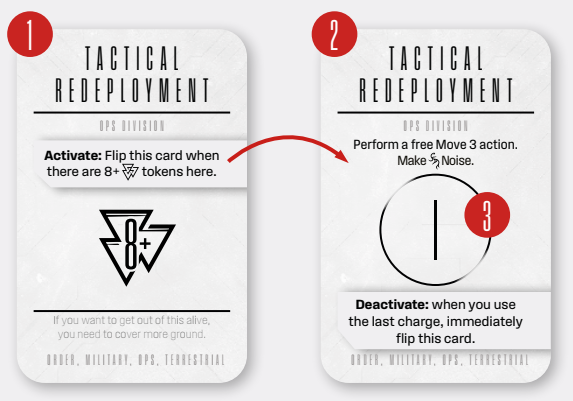 1
TACTICAL
REDEPLOYMENT
OPS DIVISION
Activate: Flip this card when
there are 8+ tokens here.
8+
If you want to get out of this alive,
you need to cover more ground.
ORDER, MILITARY, OPS, TERRESTRIAL
2
TACTICAL
REDEPLOYMENT
OPS DIVISION
Perform a free Move 3 action.
Make Noise.
3
Deactivate: when you use
the last charge, immediately
flip this card.
ORDER, MILITARY, OPS, TERRESTRIAL